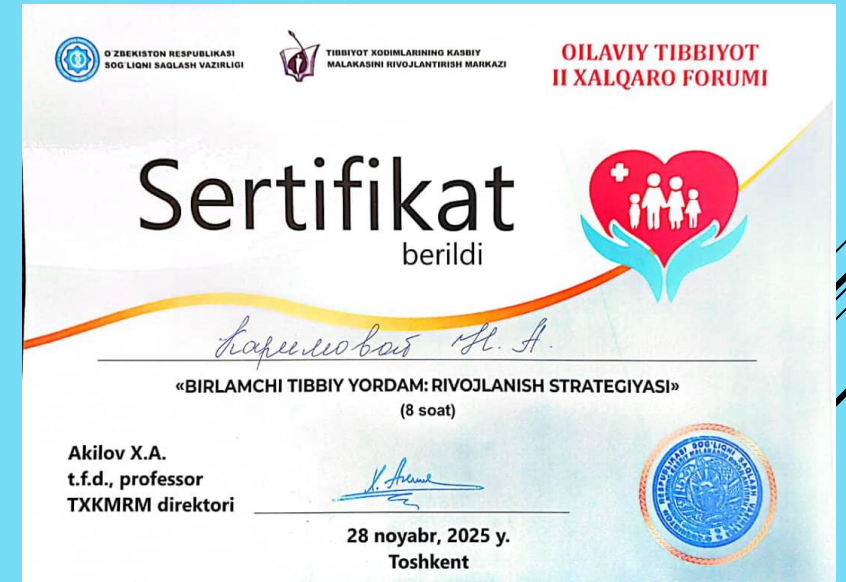 O'ZBEKISTON RESPUBLIKASI
SOG'LIQNI SAQLASH VAZIRLIGI
TIBBIYOT XODIMLARINING KASBIY
MALAKASINI RIVOJLANTIRISH MARKAZI
OILAVIY TIBBIYOT
II XALQARO FORUMI
Sertifikat
berildi
Каримовой Н. А.
«BIRLAMCHI TIBBIY YORDAM: RIVOJLANISH STRATEGIYASI»
(8 soat)
Akilov X.A.
t.f.d., professor
TXKMRM direktori
28 noyabr, 2025 y.
Toshkent